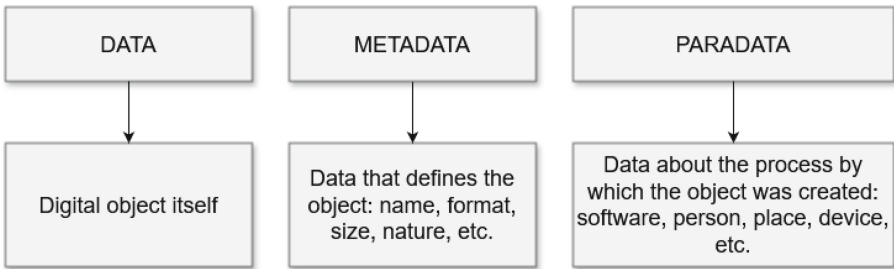 DATA
METADATA
PARADATA
Digital object itself
Data that defines the
object: name, format,
size, nature, etc.
Data about the process by
which the object was created:
software, person, place, device,
etc.